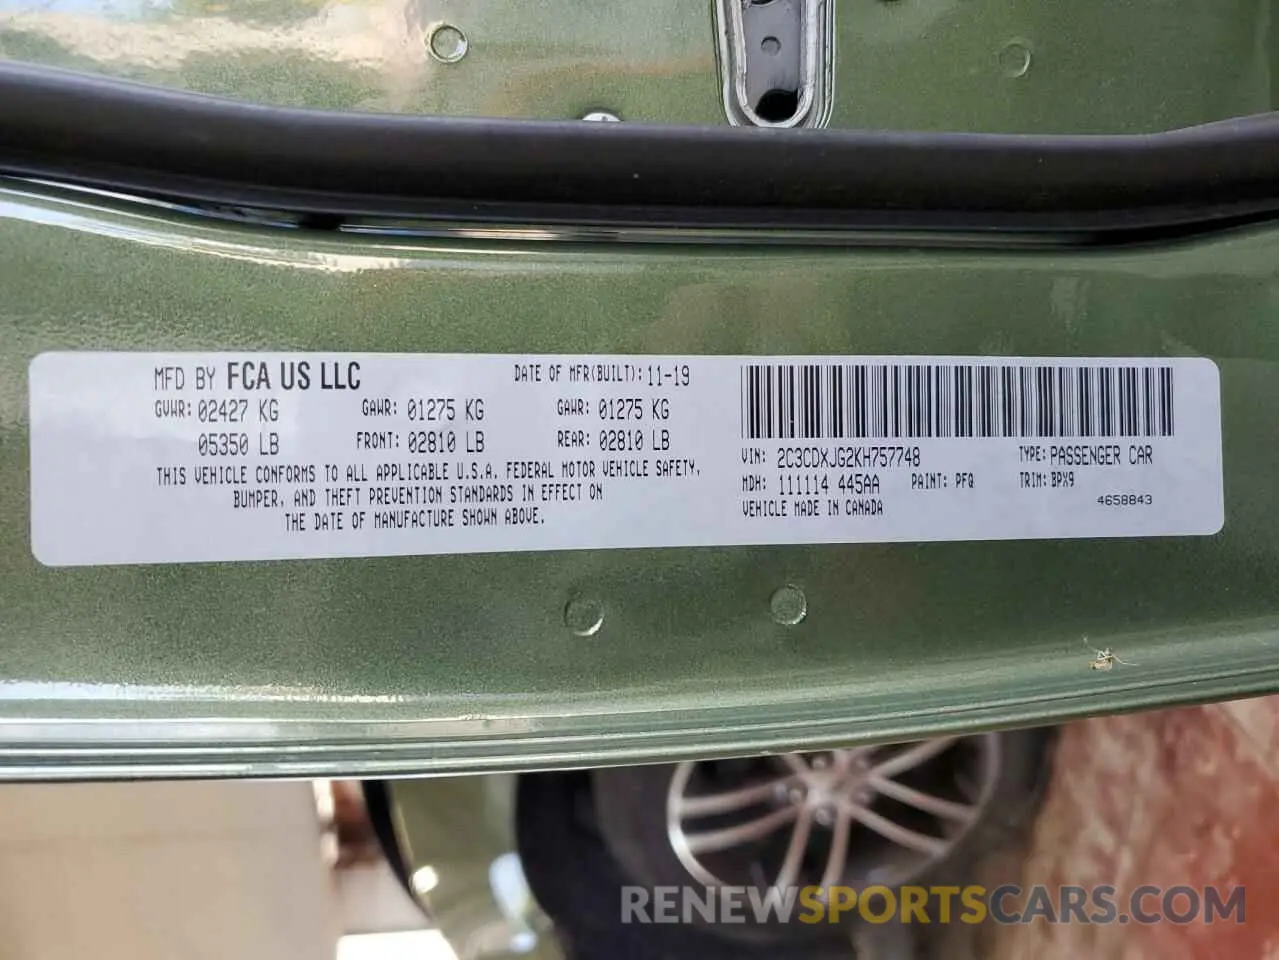 MFD BY FCA US LLC DATE OF MFR(BUILT): 11-19
GVWR: 02427 KG GAWR: 01275 KG GAWR: 01275 KG
05350 LB FRONT: 02810 LB REAR: 02810 LB
THIS VEHICLE CONFORMS TO ALL APPLICABLE U.S.A. FEDERAL MOTOR VEHICLE SAFETY,
BUMPER, AND THEFT PREVENTION STANDARDS IN EFFECT ON
THE DATE OF MANUFACTURE SHOWN ABOVE.
VIN: 2C3CDXJG2KH757748 TYPE: PASSENGER CAR
MDH: 111114 445AA PAINT: PFQ TRIM: BPX9
VEHICLE MADE IN CANADA 4658843
RENEWSPORTSCARS.COM